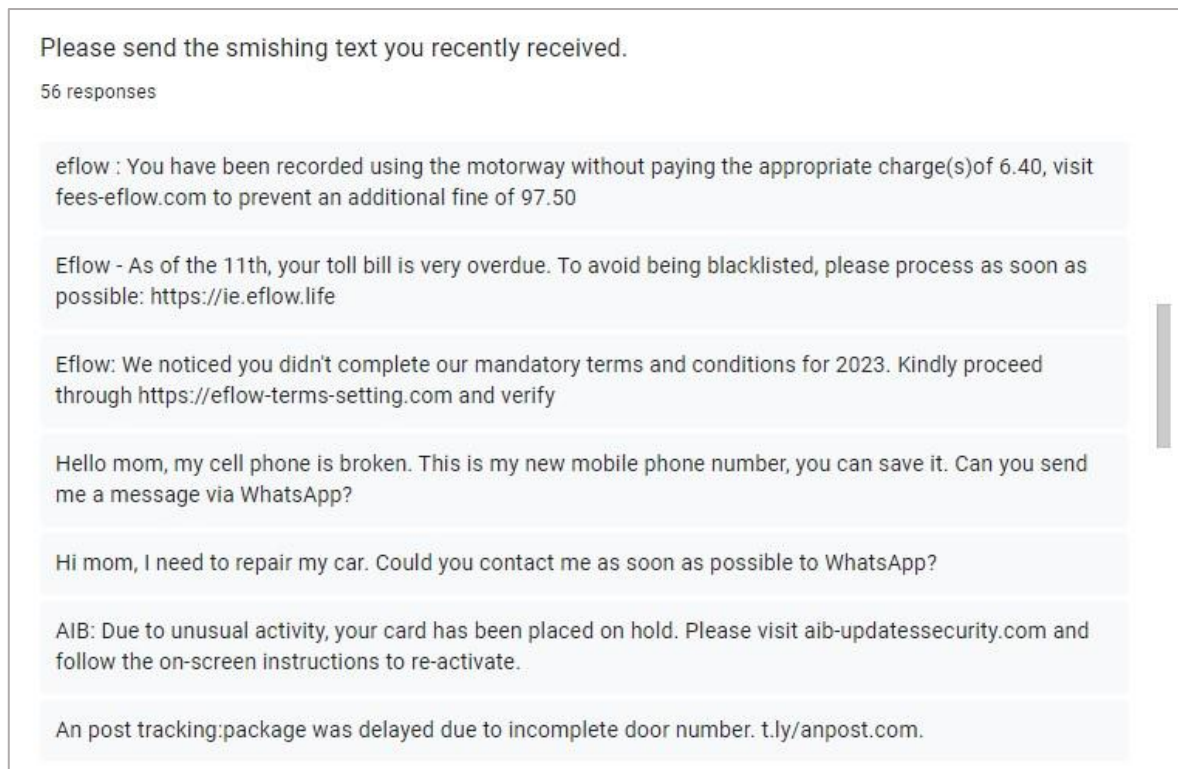 Please send the smishing text you recently received.
56 responses
eflow : You have been recorded using the motorway without paying the appropriate charge(s)of 6.40, visit
fees-eflow.com to prevent an additional fine of 97.50
Eflow - As of the 11th, your toll bill is very overdue. To avoid being blacklisted, please process as soon as
possible: https://ie.eflow.life
Eflow: We noticed you didn't complete our mandatory terms and conditions for 2023. Kindly proceed
through https://eflow-terms-setting.com and verify
Hello mom, my cell phone is broken. This is my new mobile phone number, you can save it. Can you send
me a message via WhatsApp?
Hi mom, I need to repair my car. Could you contact me as soon as possible to WhatsApp?
AIB: Due to unusual activity, your card has been placed on hold. Please visit aib-updatessecurity.com and
follow the on-screen instructions to re-activate.
An post tracking:package was delayed due to incomplete door number. t.ly/anpost.com.